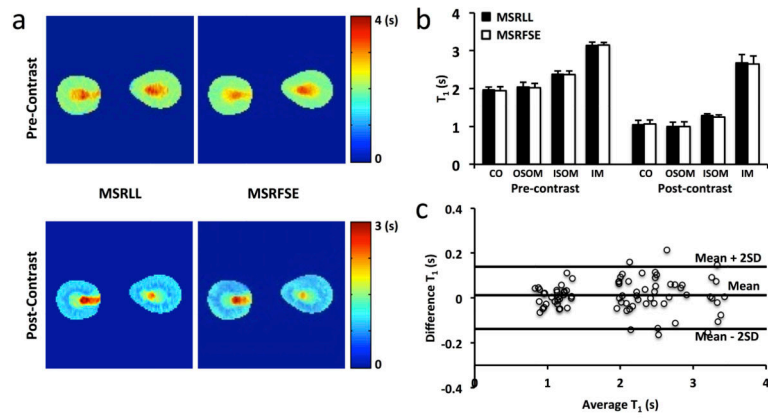 a
4 (s)
0
Pre-Contrast
MSRLL
MSRFSE
3 (s)
0
Post-Contrast
b
MSRLL
MSRFSE
T1 (s)
4
3
2
1
0
CO OSOM ISOM IM CO OSOM ISOM IM
Pre-contrast Post-contrast
c
Difference T1 (s)
0.4
0.2
0
-0.2
-0.4
Mean + 2SD
Mean
Mean - 2SD
0 1 2 3 4
Average T1 (s)